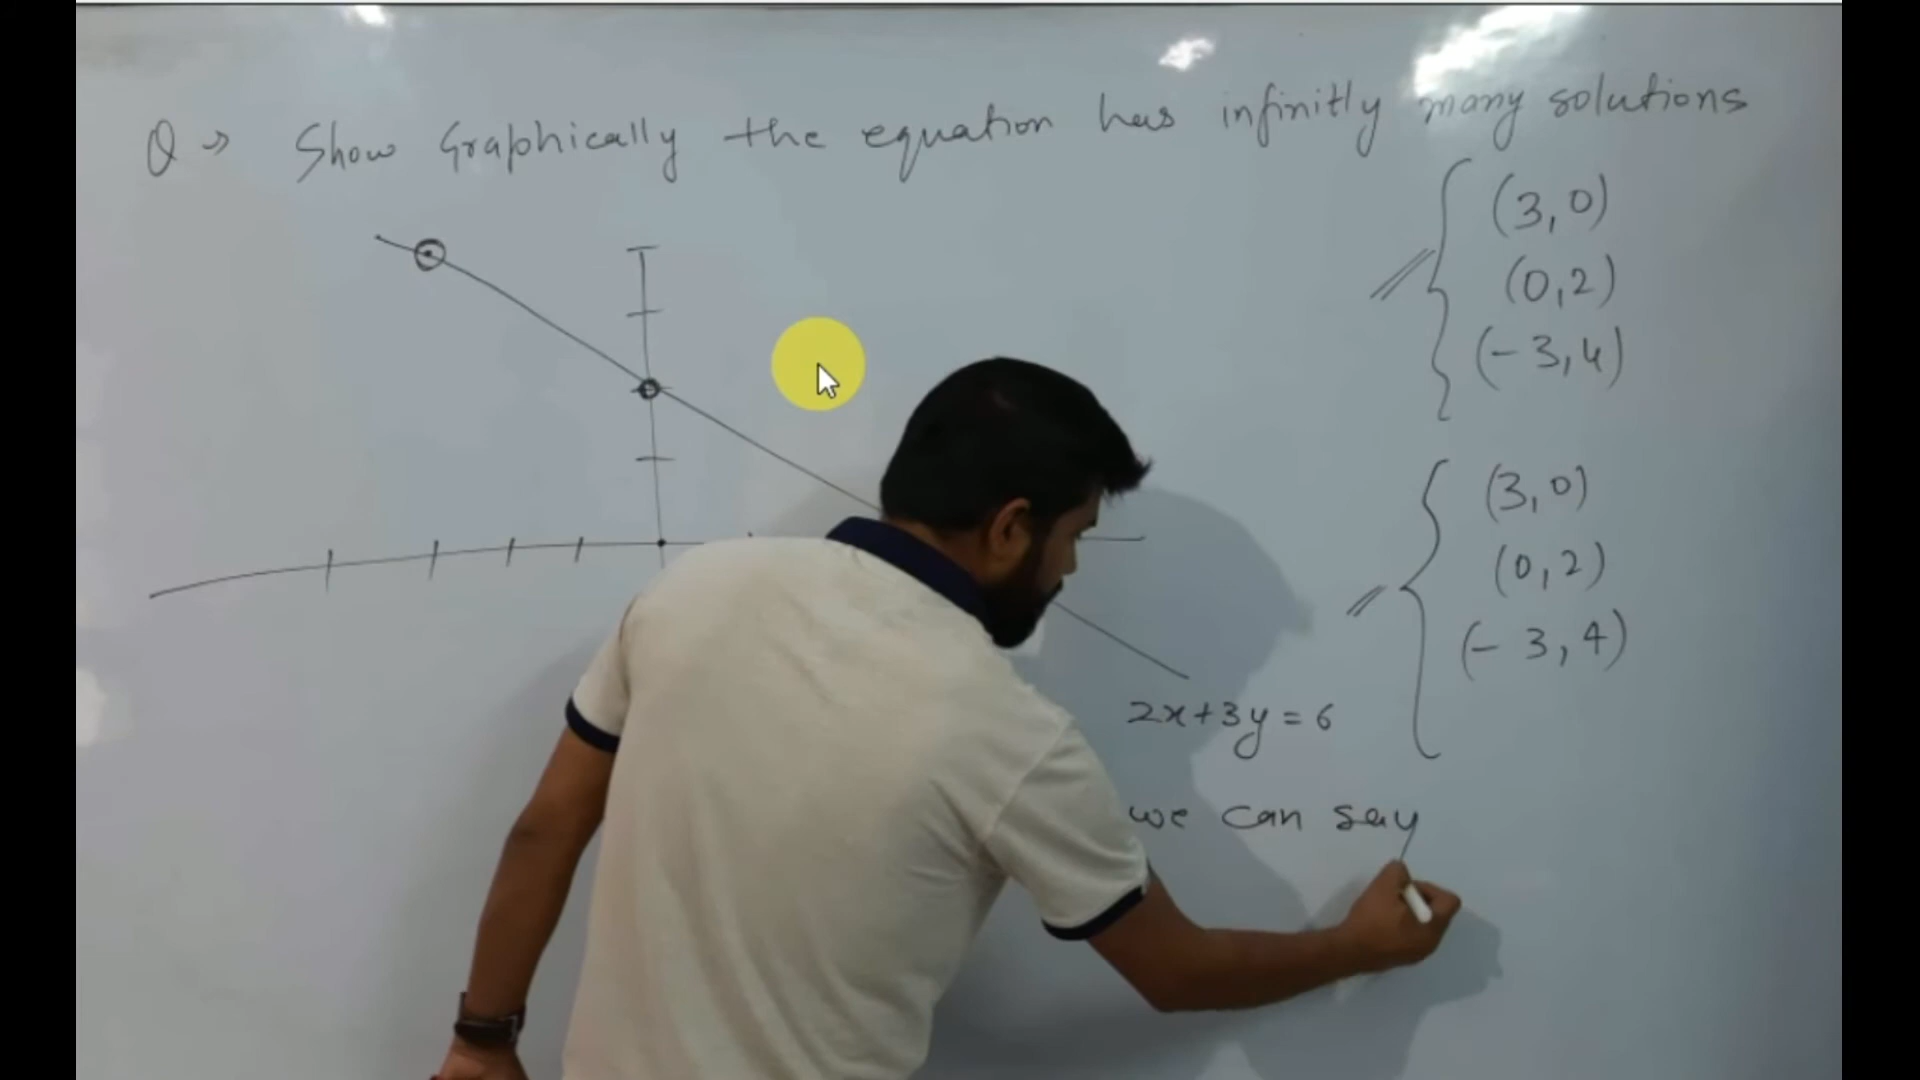 Q → Show Graphically the equation has infinitly many solutions
(3, 0)
(0, 2)
(- 3, 4)
(3, 0)
(0, 2)
(- 3, 4)
2x+3y = 6
we can say